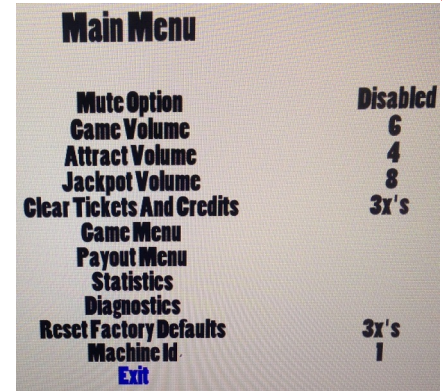 Main Menu
Mute Option Disabled
Game Volume 6
Attract Volume 4
Jackpot Volume 8
Clear Tickets And Credits 3x's
Game Menu
Payout Menu
Statistics
Diagnostics
Reset Factory Defaults 3x's
Machine Id 1
Exit